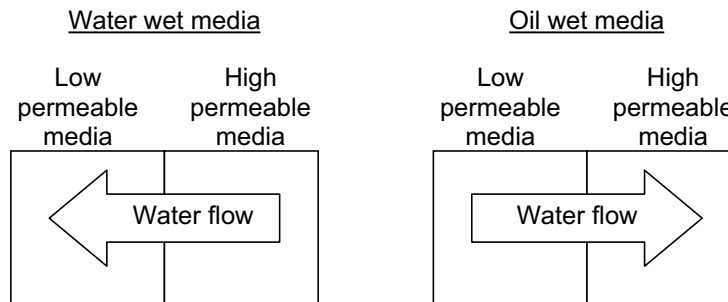 Water wet media
Oil wet media
Low
permeable
media
High
permeable
media
Low
permeable
media
High
permeable
media
Water flow
Water flow